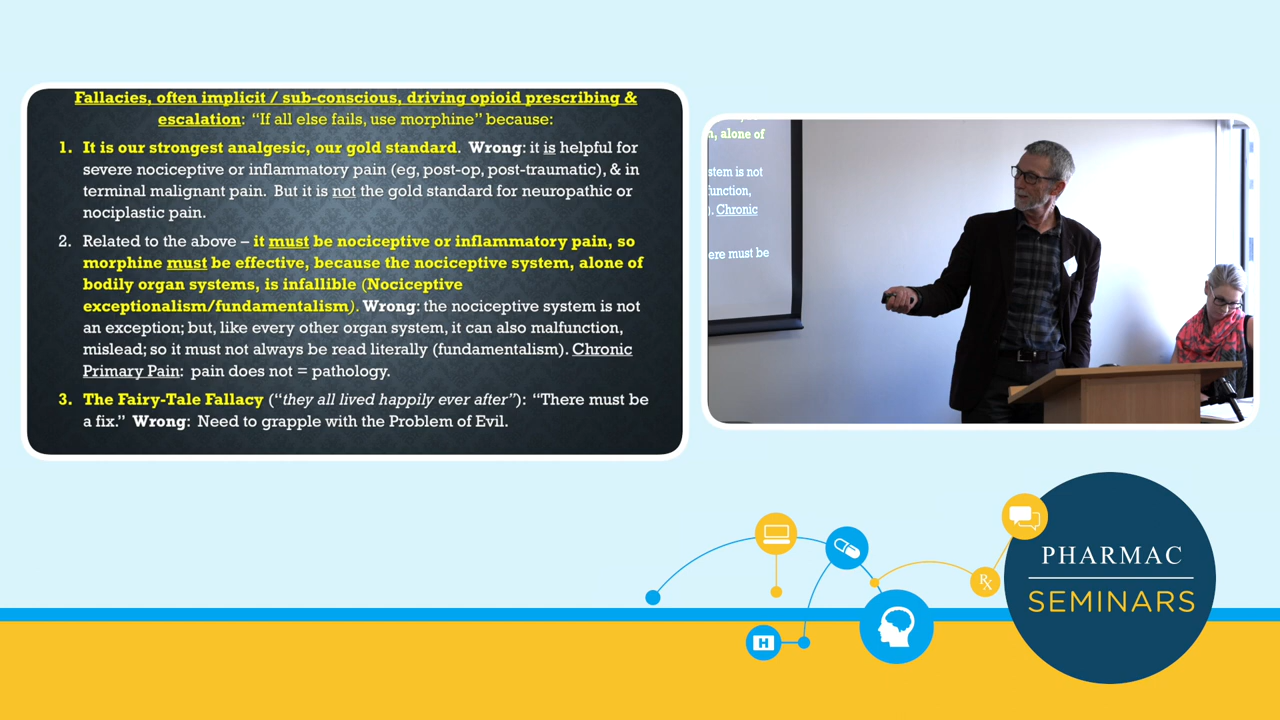 Fallacies, often implicit / sub-conscious, driving opioid prescribing &
escalation: “If all else fails, use morphine” because:
1. It is our strongest analgesic, our gold standard. Wrong: it is helpful for
severe nociceptive or inflammatory pain (eg, post-op, post-traumatic), & in
terminal malignant pain. But it is not the gold standard for neuropathic or
nociplastic pain.
2. Related to the above – it must be nociceptive or inflammatory pain, so
morphine must be effective, because the nociceptive system, alone of
bodily organ systems, is infallible (Nociceptive
exceptionalism/fundamentalism). Wrong: the nociceptive system is not
an exception; but, like every other organ system, it can also malfunction,
mislead; so it must not always be read literally (fundamentalism). Chronic
Primary Pain: pain does not = pathology.
3. The Fairy-Tale Fallacy (“they all lived happily ever after”): “There must be
a fix.” Wrong: Need to grapple with the Problem of Evil.
, alone of
stem is not
function,
). Chronic
ere must be
H
Rx
PHARMAC
SEMINARS